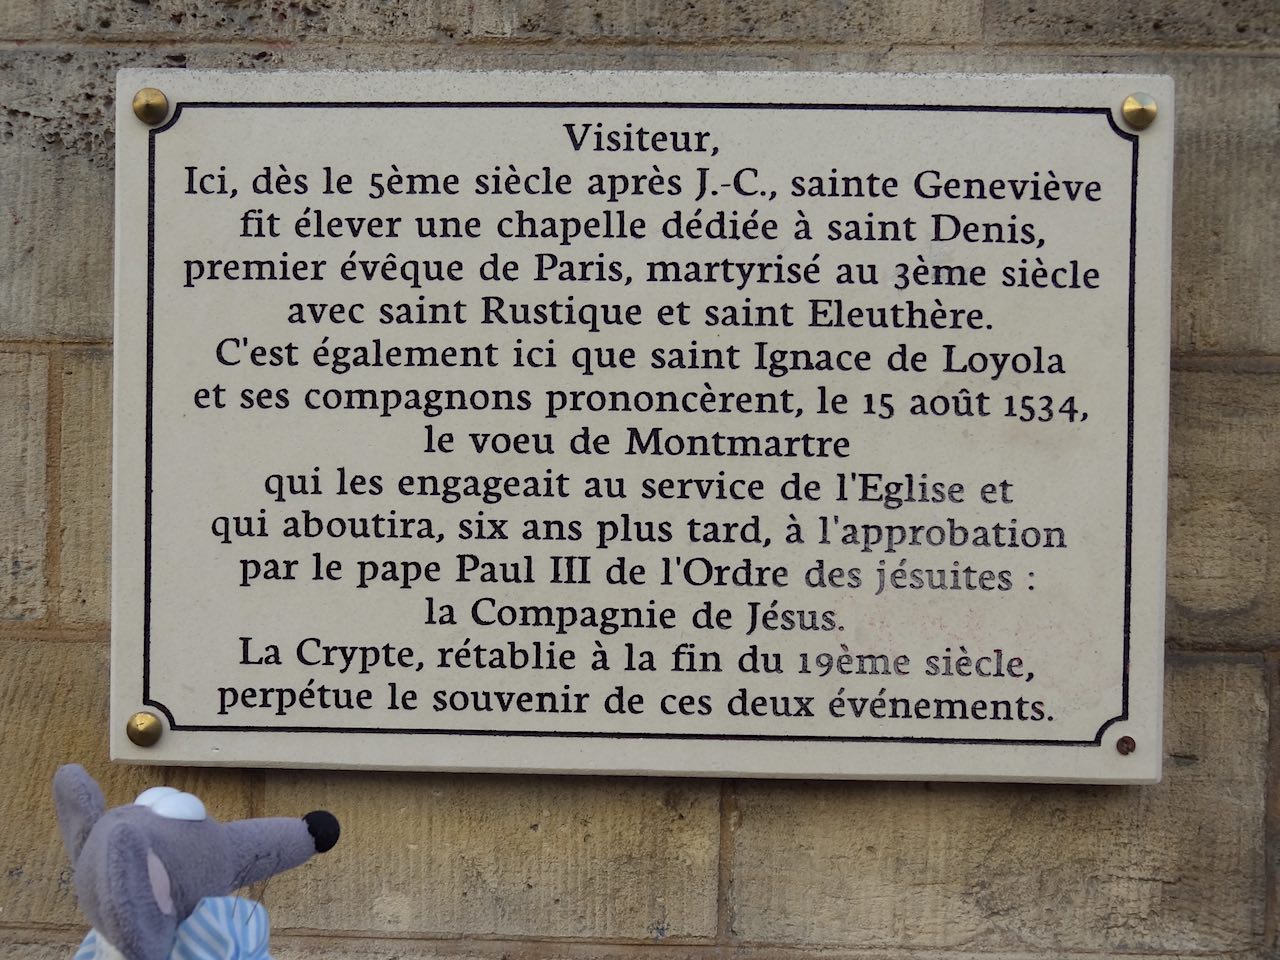 Visiteur,
Ici, dès le 5ème siècle après J.-C., sainte Geneviève
fit élever une chapelle dédiée à saint Denis,
premier évêque de Paris, martyrisé au 3ème siècle
avec saint Rustique et saint Eleuthère.
C'est également ici que saint Ignace de Loyola
et ses compagnons prononcèrent, le 15 août 1534,
le voeu de Montmartre
qui les engageait au service de l'Eglise et
qui aboutira, six ans plus tard, à l'approbation
par le pape Paul III de l'Ordre des jésuites :
la Compagnie de Jésus.
La Crypte, rétablie à la fin du 19ème siècle,
perpétue le souvenir de ces deux événements.